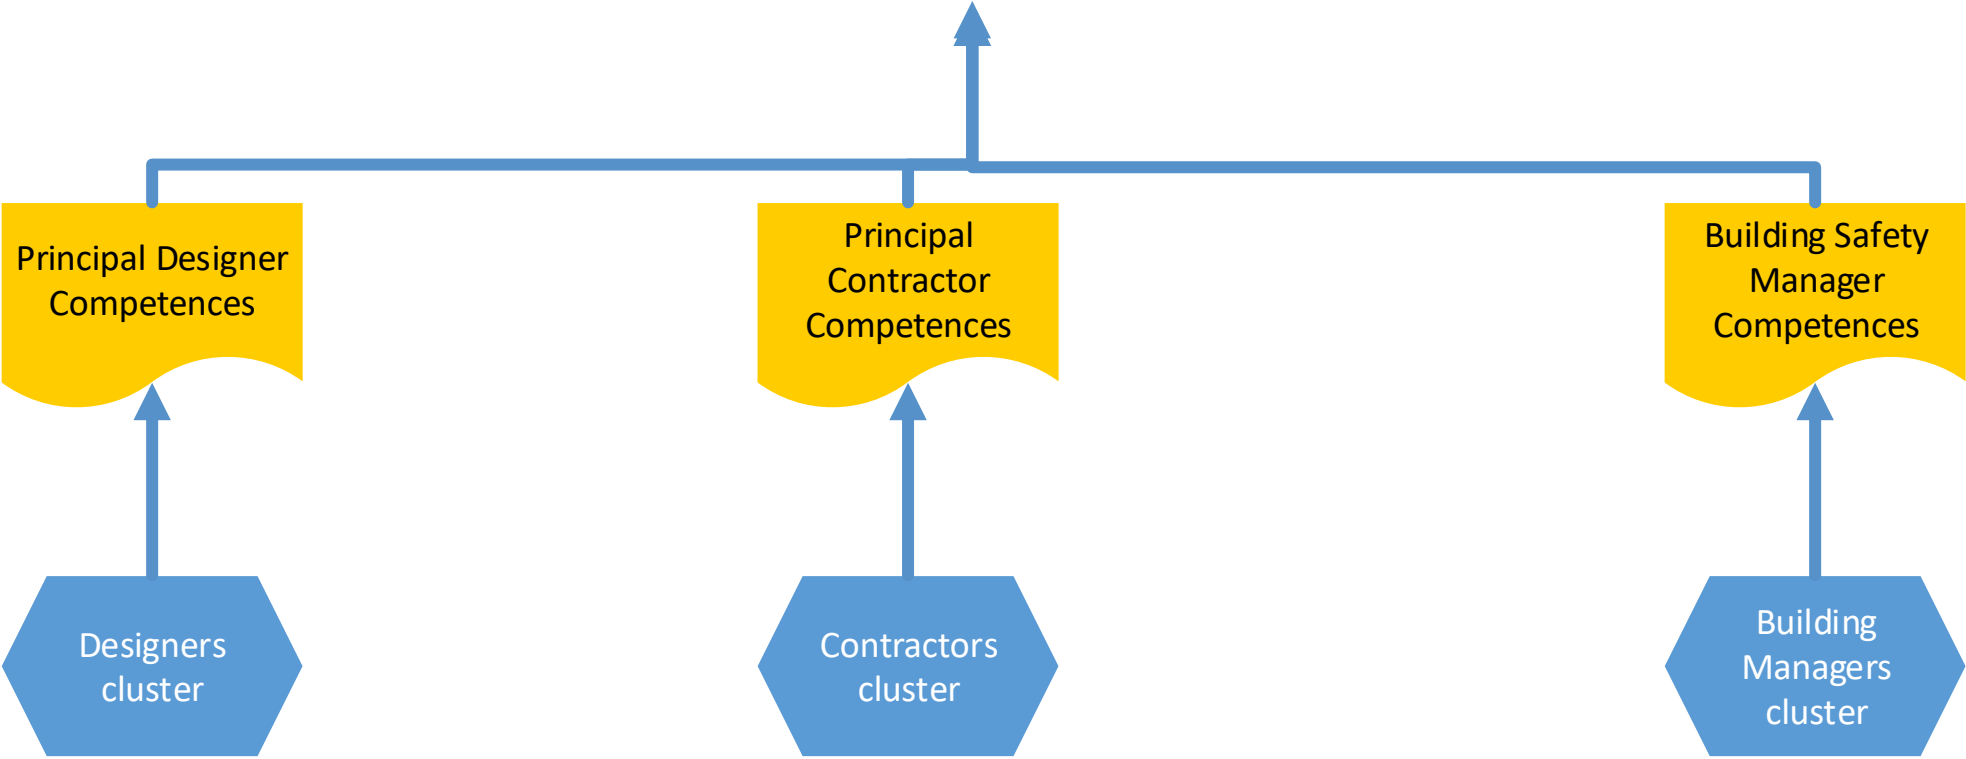 Principal Designer
Competences
Principal
Contractor
Competences
Building Safety
Manager
Competences
Designers
cluster
Contractors
cluster
Building
Managers
cluster